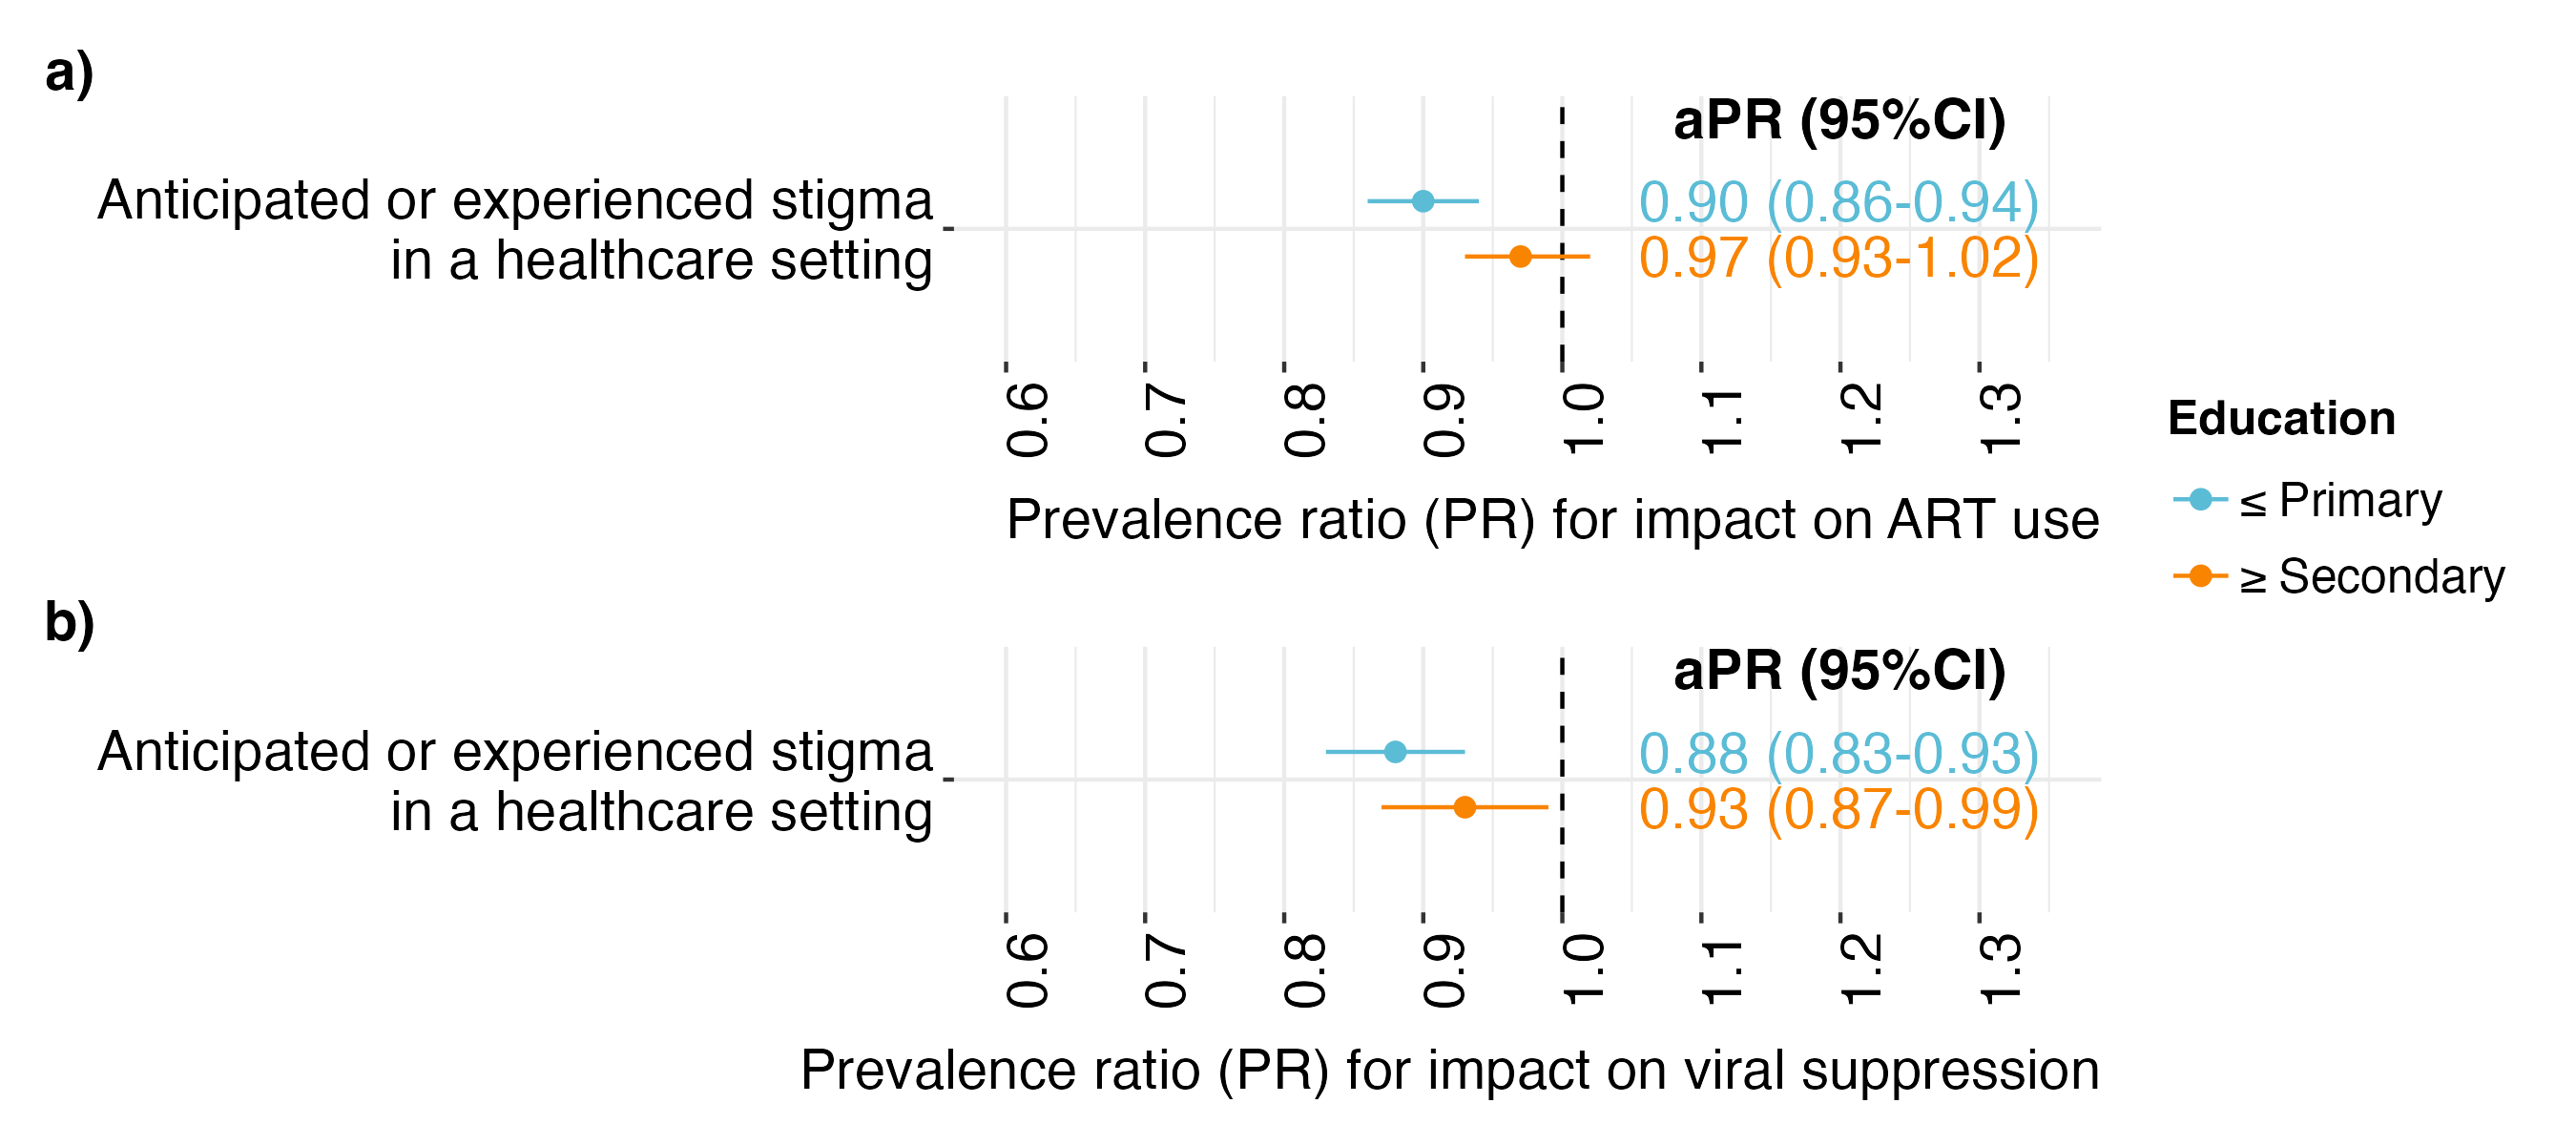 a)
aPR (95%CI)
Anticipated or experienced stigma
in a healthcare setting
0.90 (0.86-0.94)
0.97 (0.93-1.02)
0.6
0.7
0.8
0.9
1.0
1.1
1.2
1.3
Prevalence ratio (PR) for impact on ART use
Education
≤ Primary
≥ Secondary
b)
aPR (95%CI)
Anticipated or experienced stigma
in a healthcare setting
0.88 (0.83-0.93)
0.93 (0.87-0.99)
0.6
0.7
0.8
0.9
1.0
1.1
1.2
1.3
Prevalence ratio (PR) for impact on viral suppression